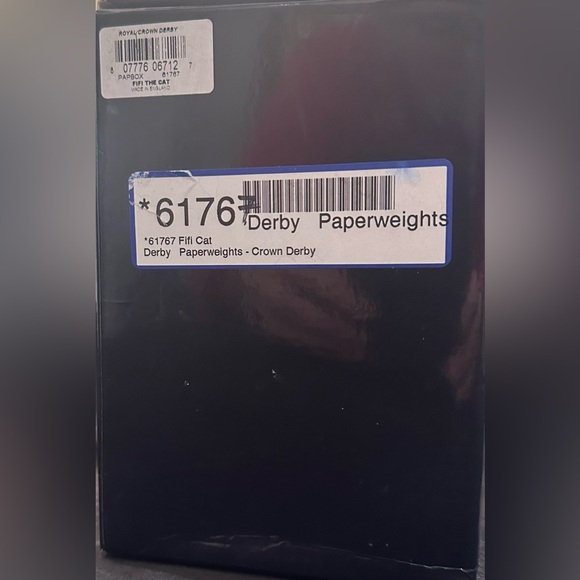 ROYAL CROWN DERBY
8 07776 06712 7
PAPBOX 61767
FIFI THE CAT
MADE IN ENGLAND
*61767
Derby Paperweights
*61767 Fifi Cat
Derby Paperweights - Crown Derby